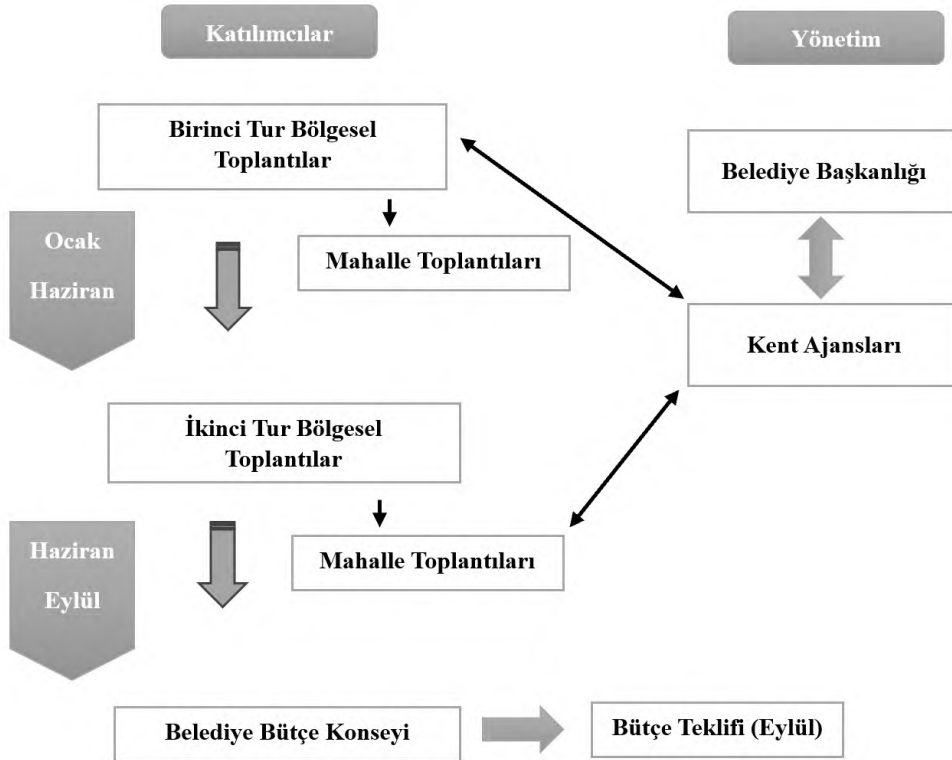 Katılımcılar
Yönetim
Birinci Tur Bölgesel
Toplantılar
Belediye Başkanlığı
Ocak
Haziran
Mahalle Toplantıları
Kent Ajansları
İkinci Tur Bölgesel
Toplantılar
Haziran
Eylül
Mahalle Toplantıları
Belediye Bütçe Konseyi
Bütçe Teklifi (Eylül)